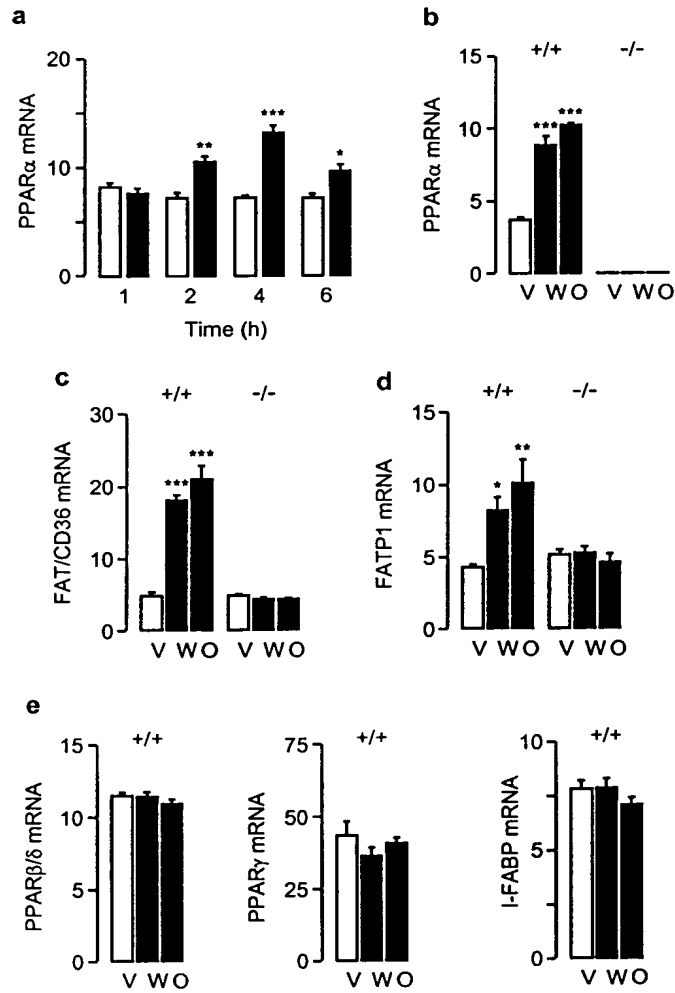 a
PPARα mRNA
20
10
0
** *** *
1 2 4 6
Time (h)
b
+/+ -/-
PPARα mRNA
15
10
5
0
*** ***
V W O V W O
c
+/+ -/-
FAT/CD36 mRNA
30
20
10
0
*** ***
V W O V W O
d
+/+ -/-
FATP1 mRNA
15
10
5
0
* **
V W O V W O
e
+/+
PPARβ/δ mRNA
15
10
5
0
V W O
+/+
PPARγ mRNA
75
50
25
0
V W O
+/+
I-FABP mRNA
10
5
0
V W O